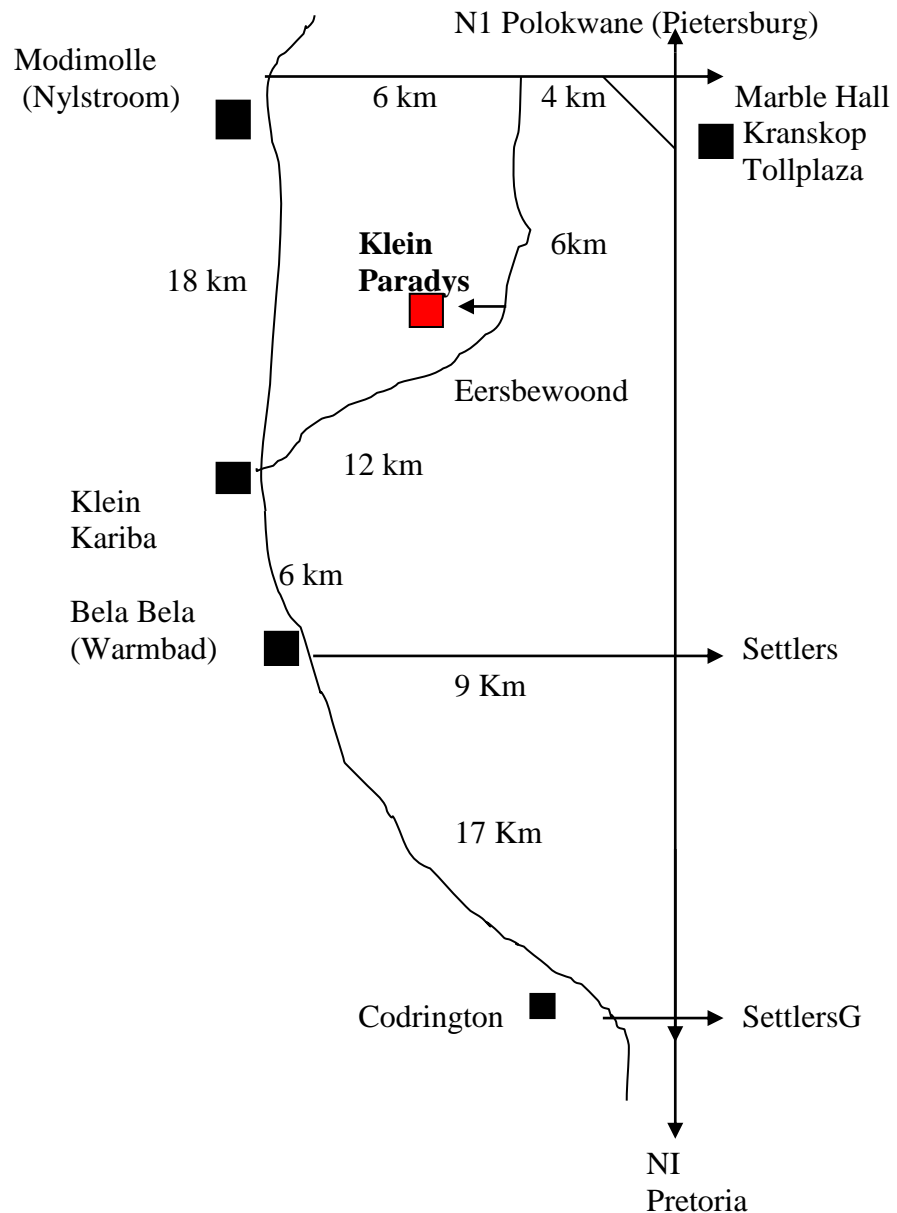 N1 Polokwane (Pietersburg)
Modimolle
(Nylstroom)
6 km
4 km
Marble Hall
Kranskop
Tollplaza
Klein
Paradys
6km
18 km
Eersbewoond
12 km
Klein
Kariba
6 km
Bela Bela
(Warmbad)
Settlers
9 Km
17 Km
Codrington
SettlersG
NI
Pretoria